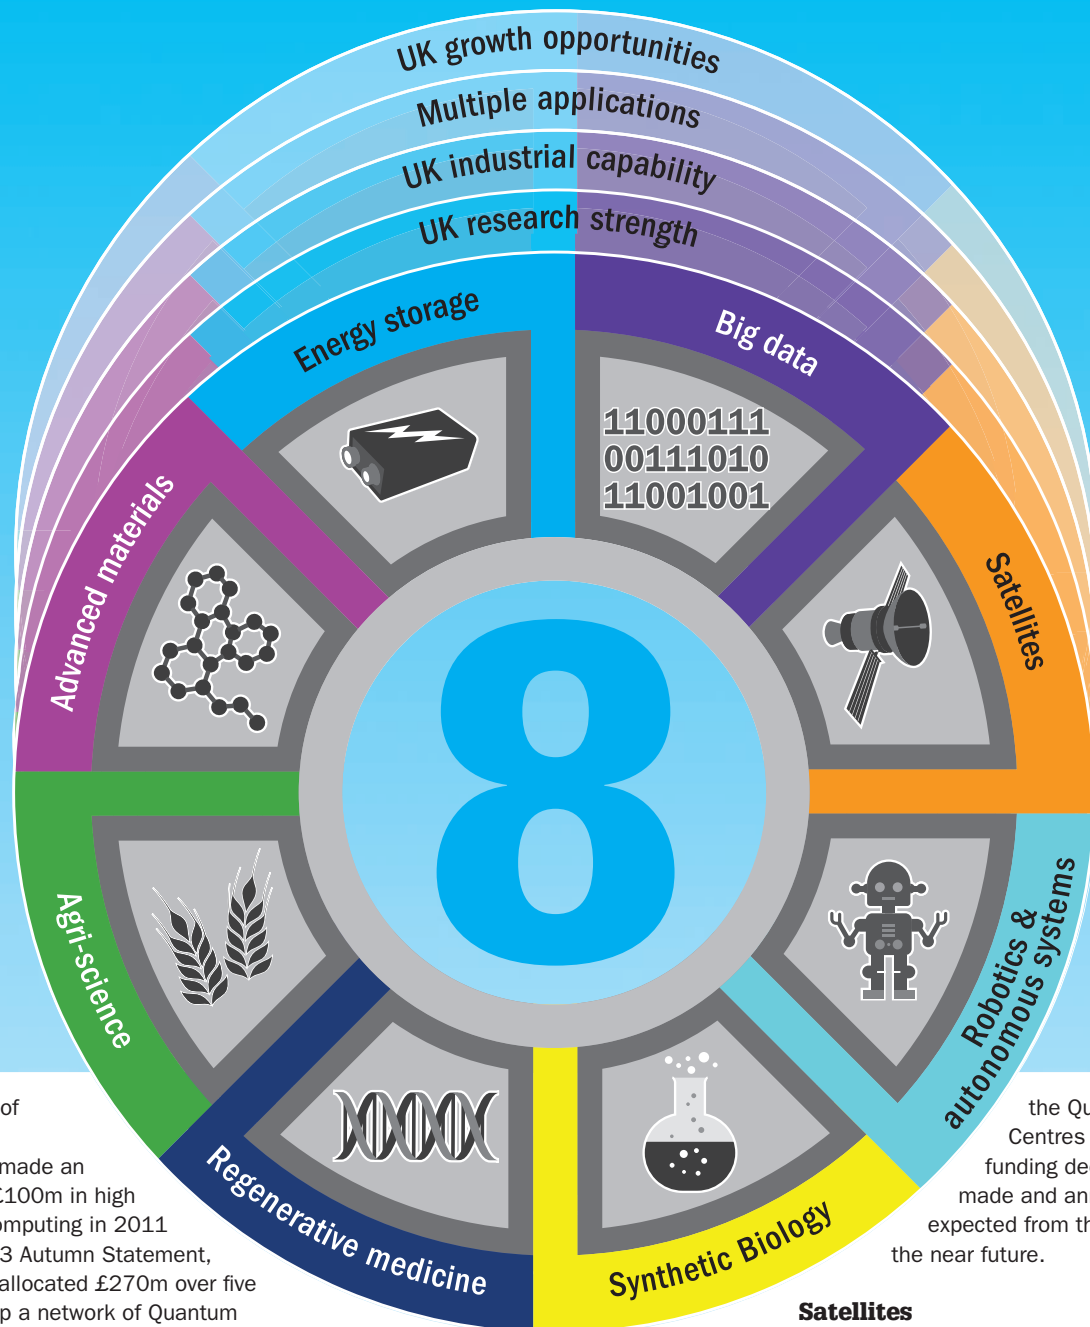 UK growth opportunities
Multiple applications
UK industrial capability
UK research strength
Energy storage
Big data
11000111
00111010
11001001
Advanced materials
Satellites
8
Agri-science
Robotics &
autonomous systems
Regenerative medicine
Synthetic Biology
of
made an
£100m in high
computing in 2011
3 Autumn Statement,
allocated £270m over five
p a network of Quantum
the Qu
Centres
funding de
made and an
expected from th
the near future.
Satellites